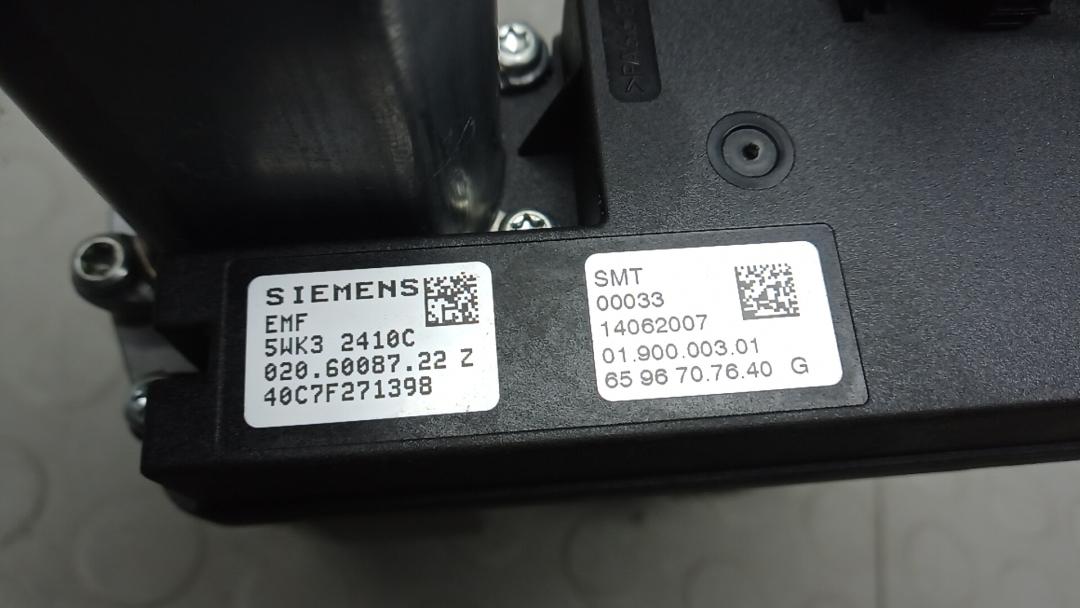 SIEMENS
EMF
5WK3 2410C
020.60087.22 Z
40C7F271398
SMT
00033
14062007
01.900.003.01
65 96 70.76.40 G